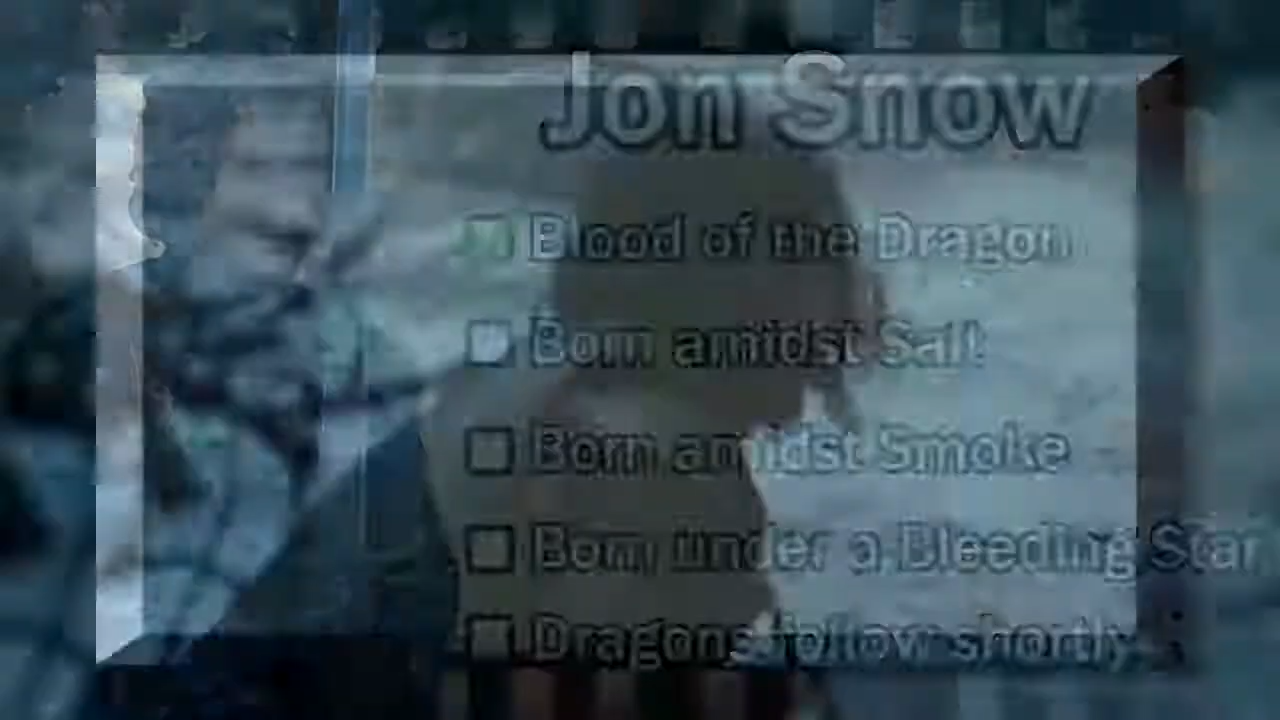 Jon Snow
Blood of the Dragon
Born amidst Salt
Born amidst Smoke
Born under a Bleeding Star
Dragons follow shortly